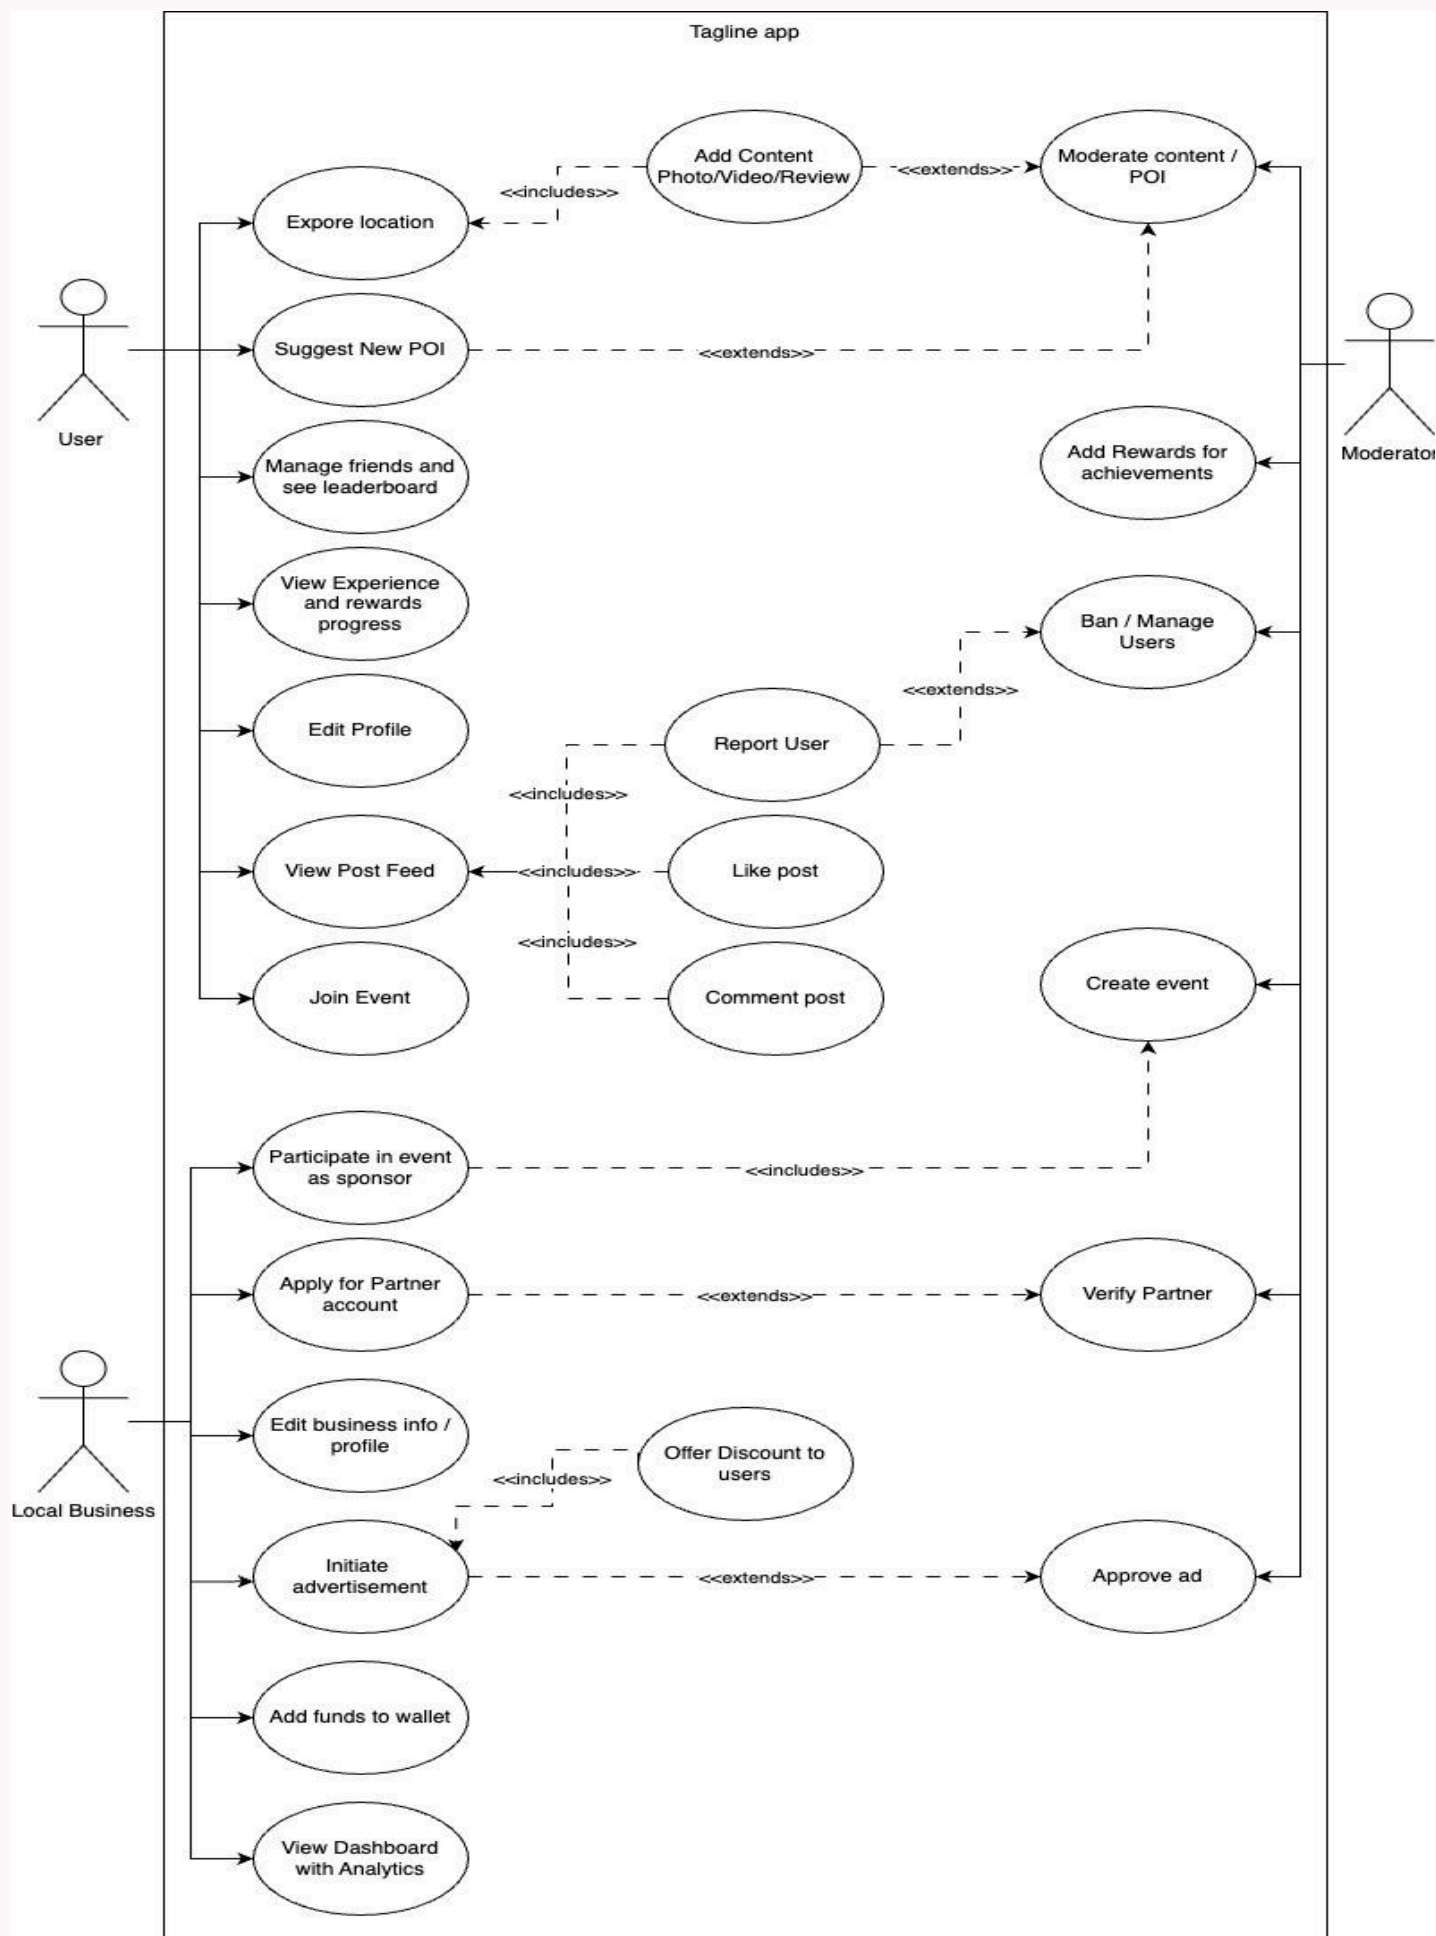 Tagline app
Add Content
Photo/Video/Review
Moderate content /
POI
<<extends>>
<<includes>>
Expore location
Suggest New POI
<<extends>>
User
Manage friends and
see leaderboard
Add Rewards for
achievements
Moderator
View Experience
and rewards
progress
Ban / Manage
Users
<<extends>>
Edit Profile
Report User
<<includes>>
View Post Feed
<<includes>>
Like post
<<includes>>
Join Event
Comment post
Create event
Participate in event
as sponsor
<<includes>>
Apply for Partner
account
<<extends>>
Verify Partner
Edit business info /
profile
Offer Discount to
users
<<includes>>
Local Business
Initiate
advertisement
<<extends>>
Approve ad
Add funds to wallet
View Dashboard
with Analytics